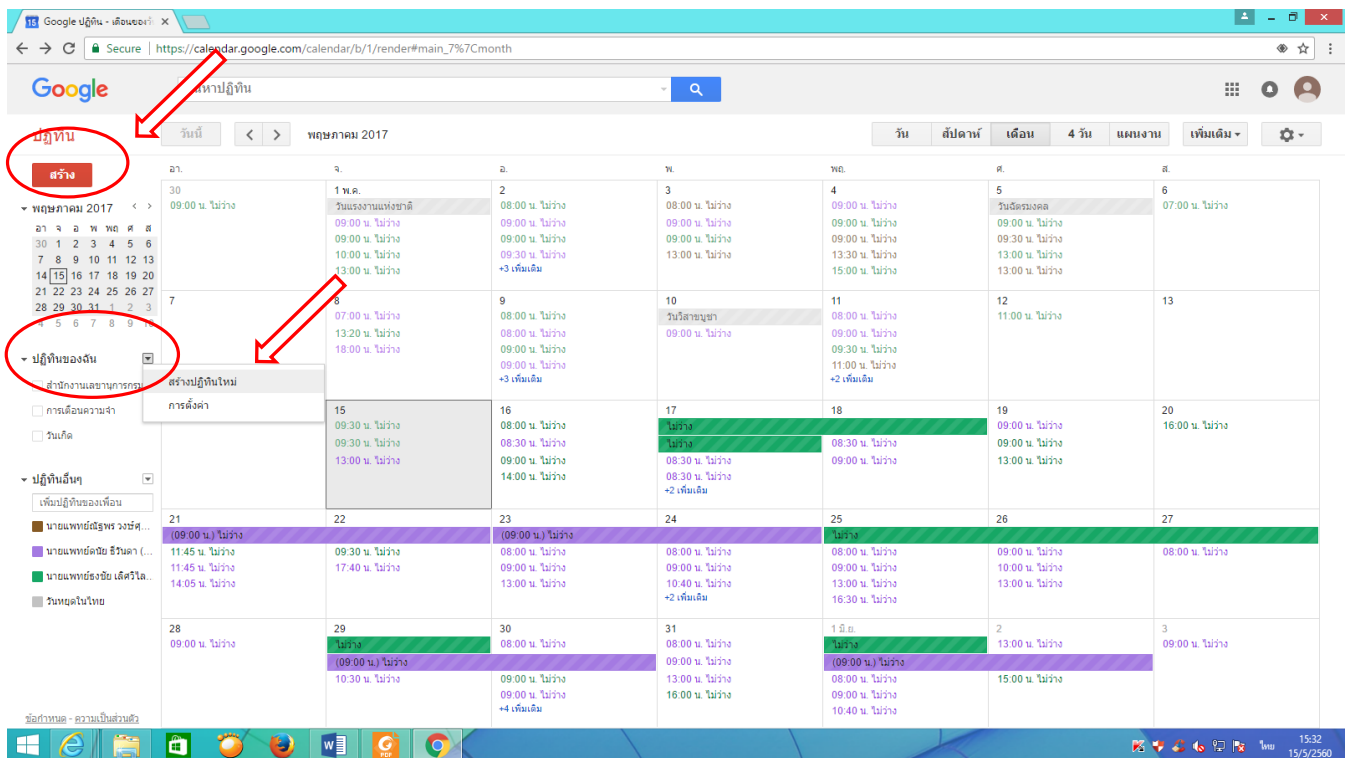 15 Google ปฏิทิน - เดือนของวั
Secure https://calendar.google.com/calendar/b/1/render#main_7%7Cmonth
Google
หาปฏิทิน
ปฏิทิน วันนี้ < > พฤษภาคม 2017 วัน สัปดาห์ เดือน 4 วัน แผนงาน เพิ่มเติม
สร้าง
พฤษภาคม 2017 < >
อา จ อ พ พฤ ศ ส
30 1 2 3 4 5 6
7 8 9 10 11 12 13
14 15 16 17 18 19 20
21 22 23 24 25 26 27
28 29 30 31 1 2 3
4 5 6 7 8 9 10
ปฏิทินของฉัน
สำนักงานเลขานุการกรม
การเตือนความจำ
วันเกิด
สร้างปฏิทินใหม่
การตั้งค่า
ปฏิทินอื่นๆ
เพิ่มปฏิทินของเพื่อน
นายแพทย์ณัฐพร วงษ์ศุ...
นายแพทย์ดนัย ธีวันดา (...
นายแพทย์ธงชัย เลิศวิไล..
วันหยุดในไทย
ข้อกำหนด - ความเป็นส่วนตัว
อา. จ. อ. พ. พฤ. ศ. ส.
30
09:00 น. ไม่ว่าง
1 พ.ค.
วันแรงงานแห่งชาติ
09:00 น. ไม่ว่าง
09:00 น. ไม่ว่าง
10:00 น. ไม่ว่าง
13:00 น. ไม่ว่าง
2
08:00 น. ไม่ว่าง
09:00 น. ไม่ว่าง
09:00 น. ไม่ว่าง
09:30 น. ไม่ว่าง
+3 เพิ่มเติม
3
08:00 น. ไม่ว่าง
09:00 น. ไม่ว่าง
09:00 น. ไม่ว่าง
13:00 น. ไม่ว่าง
4
09:00 น. ไม่ว่าง
09:00 น. ไม่ว่าง
09:00 น. ไม่ว่าง
13:30 น. ไม่ว่าง
15:00 น. ไม่ว่าง
5
วันฉัตรมงคล
09:00 น. ไม่ว่าง
09:30 น. ไม่ว่าง
13:00 น. ไม่ว่าง
13:00 น. ไม่ว่าง
6
07:00 น. ไม่ว่าง
7
8
07:00 น. ไม่ว่าง
13:20 น. ไม่ว่าง
18:00 น. ไม่ว่าง
9
08:00 น. ไม่ว่าง
08:00 น. ไม่ว่าง
09:00 น. ไม่ว่าง
09:00 น. ไม่ว่าง
+3 เพิ่มเติม
10
วันวิสาขบูชา
09:00 น. ไม่ว่าง
11
08:00 น. ไม่ว่าง
09:00 น. ไม่ว่าง
09:30 น. ไม่ว่าง
11:00 น. ไม่ว่าง
+2 เพิ่มเติม
12
11:00 น. ไม่ว่าง
13
15
09:30 น. ไม่ว่าง
09:30 น. ไม่ว่าง
13:00 น. ไม่ว่าง
16
08:00 น. ไม่ว่าง
08:30 น. ไม่ว่าง
09:00 น. ไม่ว่าง
14:00 น. ไม่ว่าง
17
ไม่ว่าง
ไม่ว่าง
08:30 น. ไม่ว่าง
08:30 น. ไม่ว่าง
+2 เพิ่มเติม
18
08:30 น. ไม่ว่าง
09:00 น. ไม่ว่าง
19
09:00 น. ไม่ว่าง
09:00 น. ไม่ว่าง
13:00 น. ไม่ว่าง
20
16:00 น. ไม่ว่าง
21
(09:00 น.) ไม่ว่าง
11:45 น. ไม่ว่าง
11:45 น. ไม่ว่าง
14:05 น. ไม่ว่าง
22
09:30 น. ไม่ว่าง
17:40 น. ไม่ว่าง
23
(09:00 น.) ไม่ว่าง
08:00 น. ไม่ว่าง
09:00 น. ไม่ว่าง
13:00 น. ไม่ว่าง
24
08:00 น. ไม่ว่าง
09:00 น. ไม่ว่าง
10:40 น. ไม่ว่าง
+2 เพิ่มเติม
25
ไม่ว่าง
08:00 น. ไม่ว่าง
09:00 น. ไม่ว่าง
13:00 น. ไม่ว่าง
16:30 น. ไม่ว่าง
26
09:00 น. ไม่ว่าง
10:00 น. ไม่ว่าง
13:00 น. ไม่ว่าง
27
08:00 น. ไม่ว่าง
28
09:00 น. ไม่ว่าง
29
ไม่ว่าง
(09:00 น.) ไม่ว่าง
10:30 น. ไม่ว่าง
30
08:00 น. ไม่ว่าง
09:00 น. ไม่ว่าง
09:00 น. ไม่ว่าง
+4 เพิ่มเติม
31
08:00 น. ไม่ว่าง
09:00 น. ไม่ว่าง
13:00 น. ไม่ว่าง
16:00 น. ไม่ว่าง
1 มิ.ย.
ไม่ว่าง
(09:00 น.) ไม่ว่าง
08:00 น. ไม่ว่าง
09:00 น. ไม่ว่าง
10:40 น. ไม่ว่าง
2
13:00 น. ไม่ว่าง
15:00 น. ไม่ว่าง
3
09:00 น. ไม่ว่าง
PDF
ไทย
15:32
15/5/2560